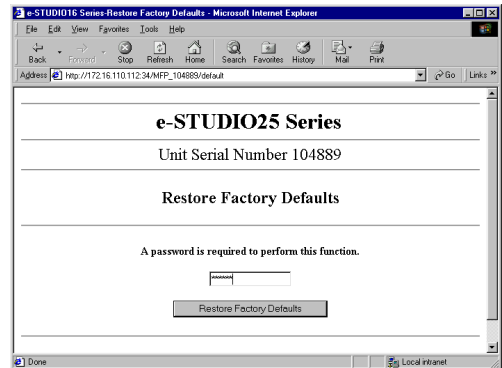 e-STUDIO16 Series-Restore Factory Defaults - Microsoft Internet Explorer
File Edit View Favorites Tools Help
Back Forward Stop Refresh Home Search Favorites History Mail Print
Address http://172.16.110.112:34/MFP_104889/default Go Links »
e-STUDIO25 Series
Unit Serial Number 104889
Restore Factory Defaults
A password is required to perform this function.
******
Restore Factory Defaults
Done Local intranet